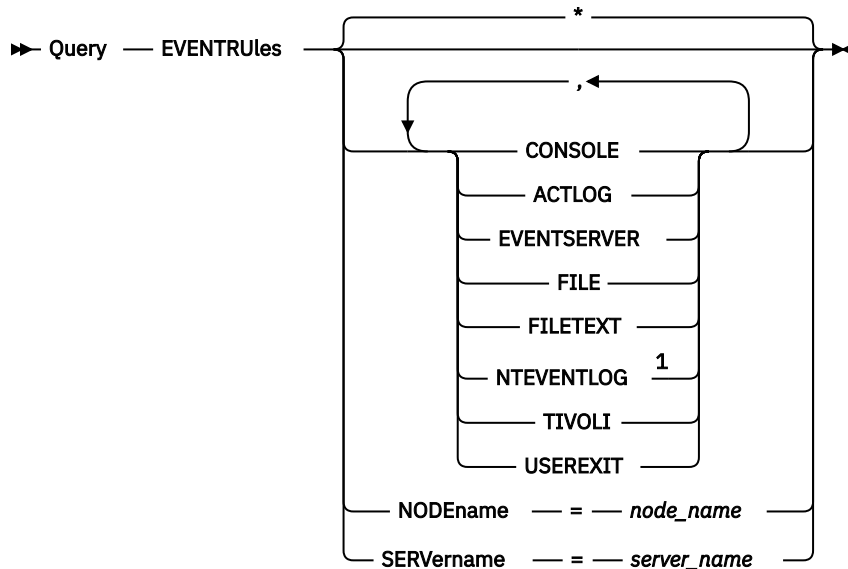 *
Query EVENTRUles
,
CONSOLE
ACTLOG
EVENTSERVER
FILE
FILETEXT
NTEVENTLOG 1
TIVOLI
USEREXIT
NODEname = node_name
SERVername = server_name